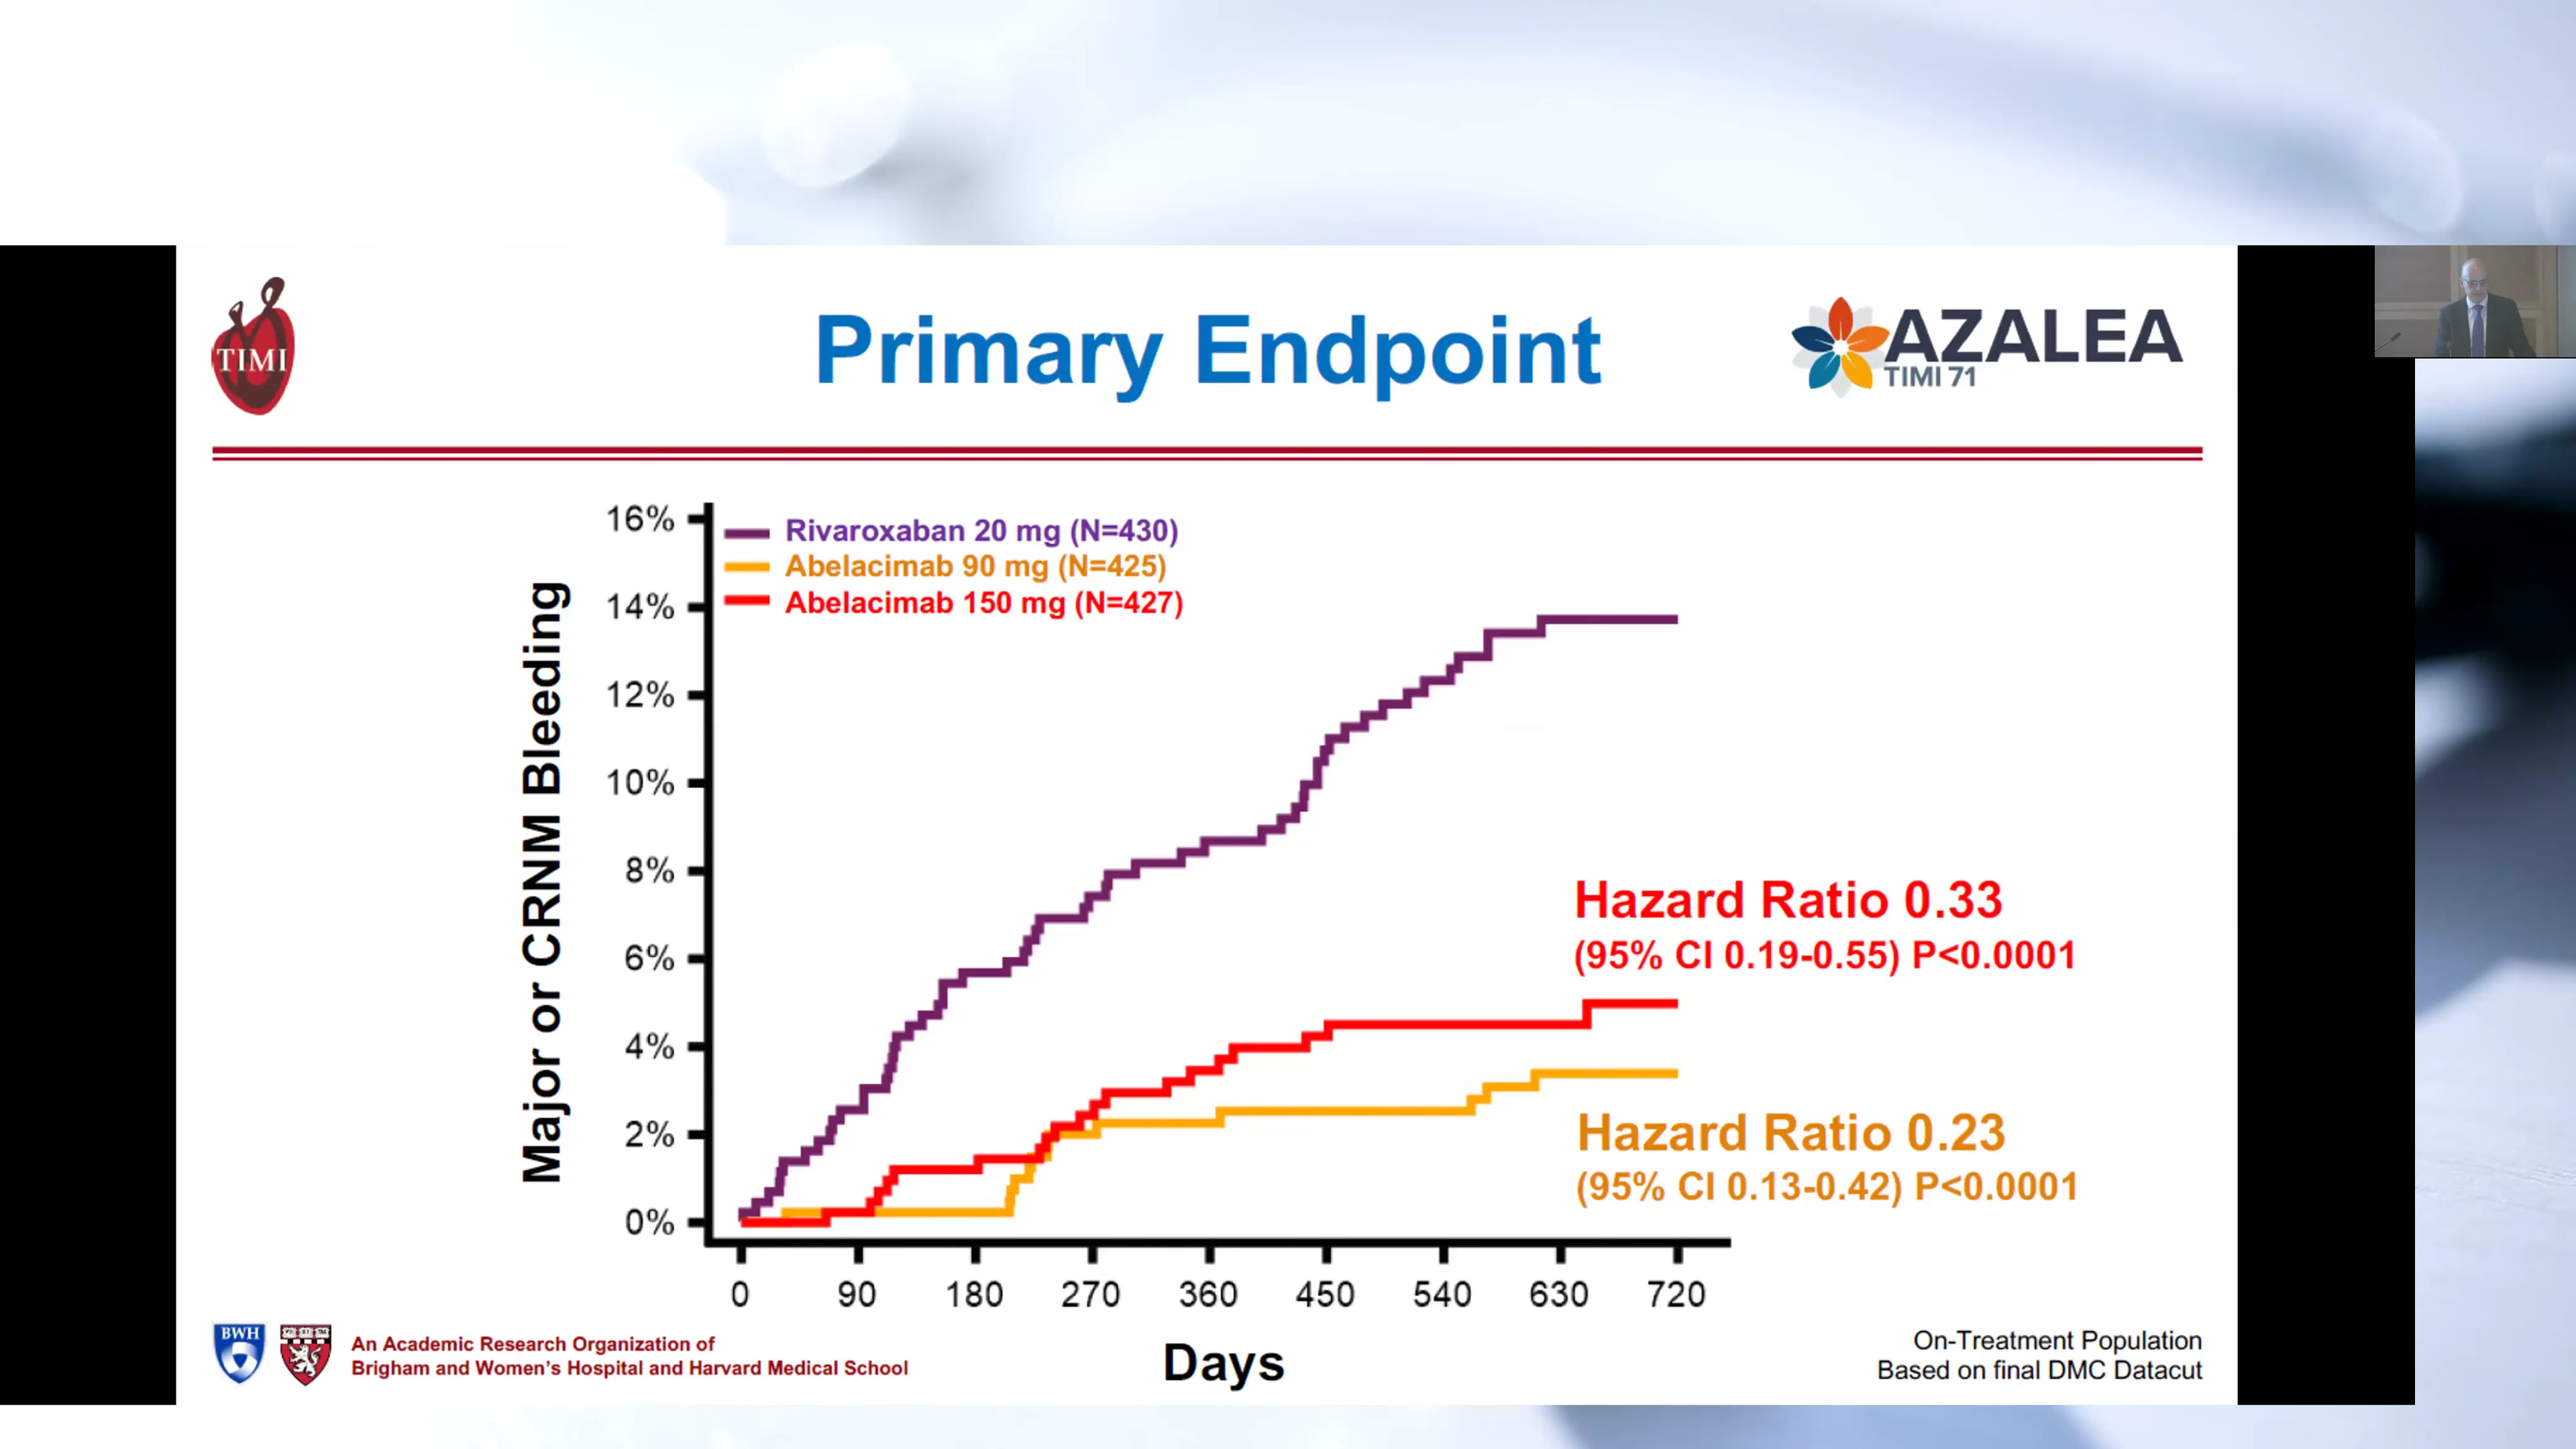 TIMI
Primary Endpoint
AZALEA
TIMI 71
Major or CRNM Bleeding
16%
14%
12%
10%
8%
6%
4%
2%
0%
Rivaroxaban 20 mg (N=430)
Abelacimab 90 mg (N=425)
Abelacimab 150 mg (N=427)
Hazard Ratio 0.33
(95% CI 0.19-0.55) P<0.0001
Hazard Ratio 0.23
(95% CI 0.13-0.42) P<0.0001
0 90 180 270 360 450 540 630 720
Days
BWH
An Academic Research Organization of
Brigham and Women's Hospital and Harvard Medical School
On-Treatment Population
Based on final DMC Datacut